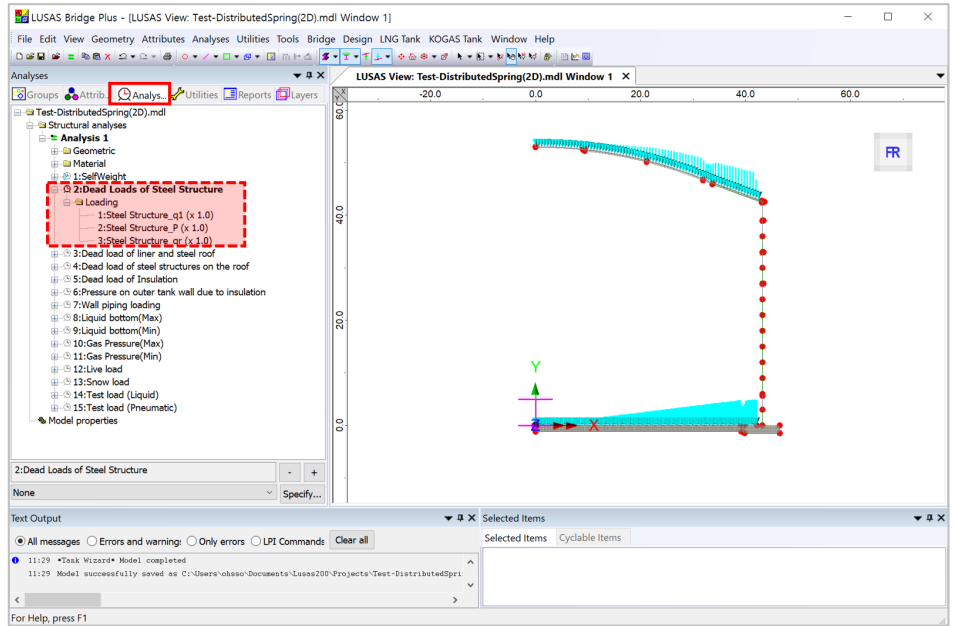 LUSAS Bridge Plus - [LUSAS View: Test-DistributedSpring(2D).mdl Window 1]
File Edit View Geometry Attributes Analyses Utilities Tools Bridge Design LNG Tank KOGAS Tank Window Help
Analyses
LUSAS View: Test-DistributedSpring(2D).mdl Window 1
Groups Attrib... Analys... Utilities Reports Layers
X -20.0 0.0 20.0 40.0 60.0
60.0
40.0
20.0
0.0
FR
Y
X
Z
Test-DistributedSpring(2D).mdl
Structural analyses
Analysis 1
Geometric
Material
1:SelfWeight
2:Dead Loads of Steel Structure
Loading
1:Steel Structure_q1 (x 1.0)
2:Steel Structure_P (x 1.0)
3:Steel Structure_qr (x 1.0)
3:Dead load of liner and steel roof
4:Dead load of steel structures on the roof
5:Dead load of Insulation
6:Pressure on outer tank wall due to insulation
7:Wall piping loading
8:Liquid bottom(Max)
9:Liquid bottom(Min)
10:Gas Pressure(Max)
11:Gas Pressure(Min)
12:Live load
13:Snow load
14:Test load (Liquid)
15:Test load (Pneumatic)
Model properties
2:Dead Loads of Steel Structure - +
None Specify...
Text Output
All messages Errors and warning: Only errors LPI Commands Clear all
11:29 *Tank Wizard* Model completed
11:29 Model successfully saved as C:\Users\ohsso\Documents\Lusas200\Projects\Test-DistributedSpri:
Selected Items
Selected Items Cyclable Items
For Help, press F1